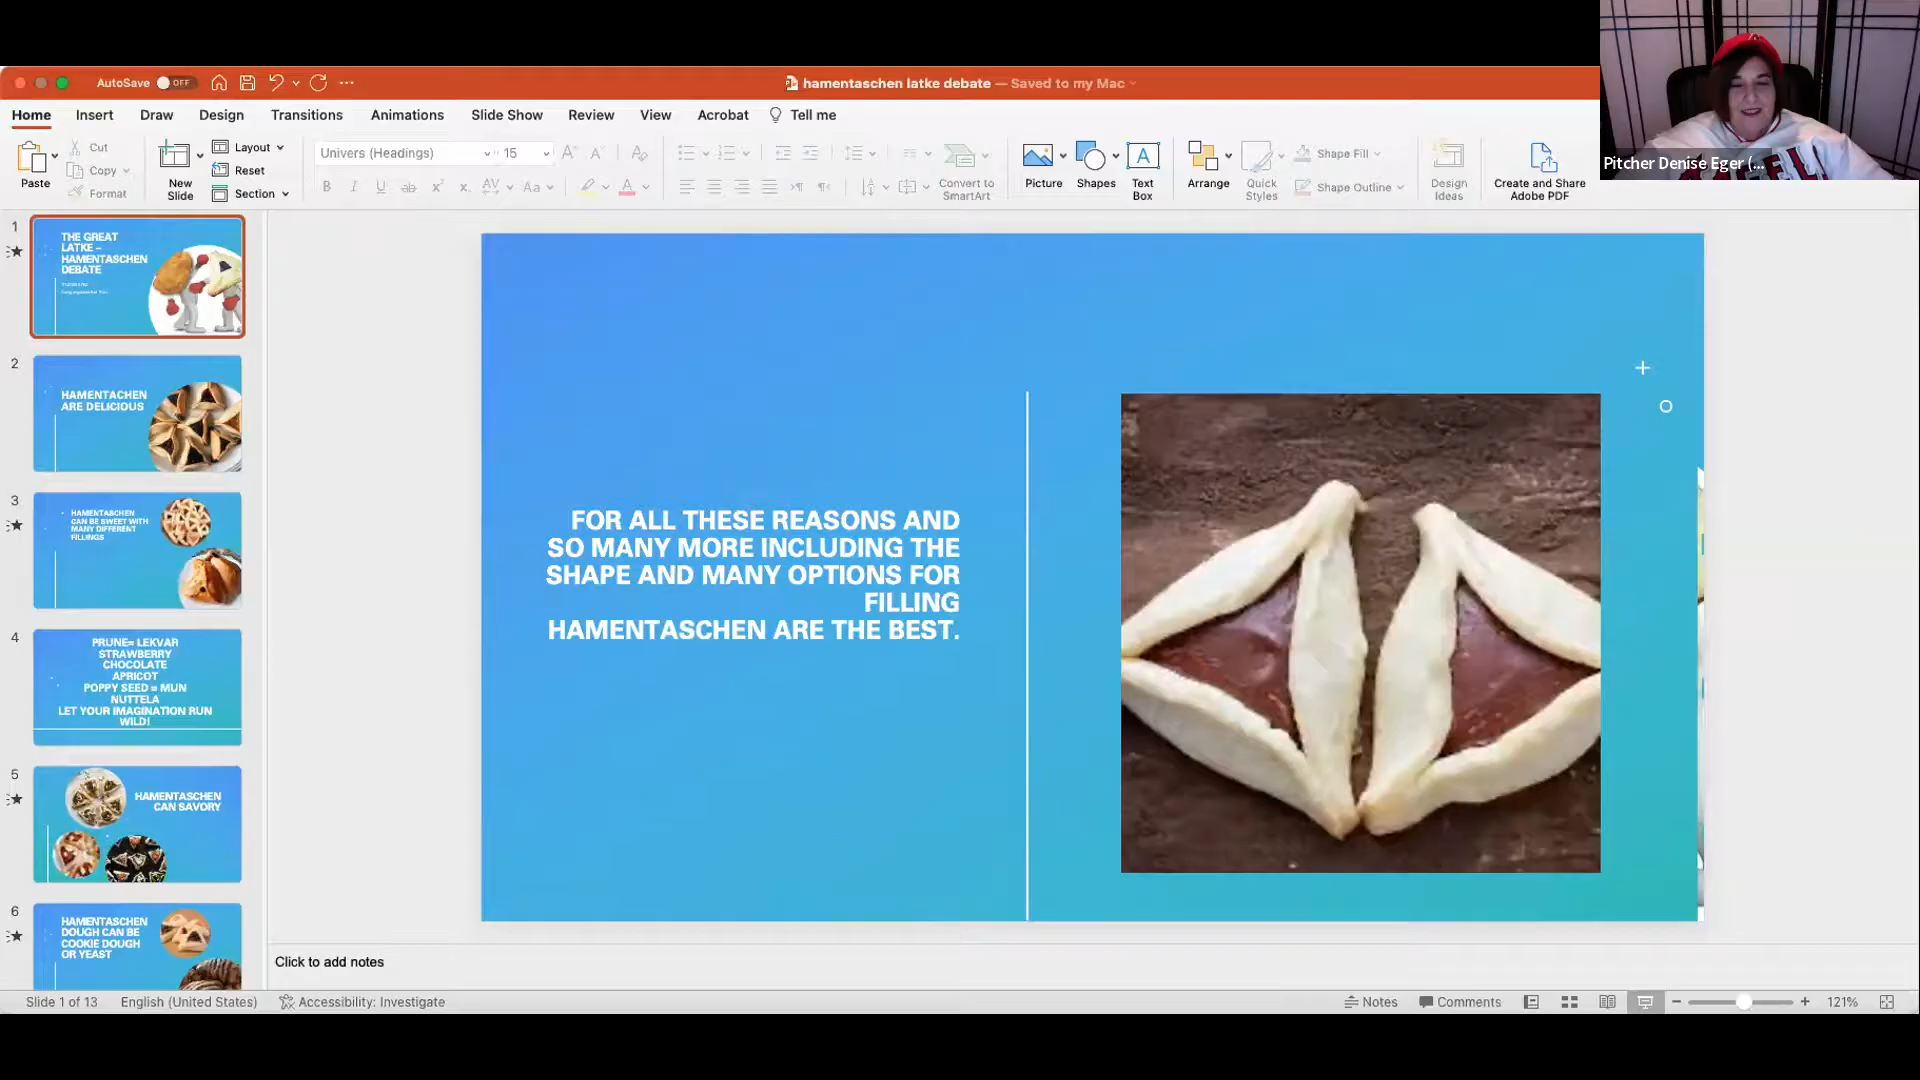 AutoSave OFF
hamentaschen latke debate — Saved to my Mac
Home Insert Draw Design Transitions Animations Slide Show Review View Acrobat Tell me
Paste
Cut
Copy
Format
New Slide
Layout
Reset
Section
Univers (Headings) 15
Convert to SmartArt
Picture
Shapes
Text Box
Arrange
Quick Styles
Shape Fill
Shape Outline
Design Ideas
Create and Share Adobe PDF
Pitcher Denise Eger (...
1
THE GREAT
LATKE –
HAMENTASCHEN
DEBATE
2
HAMENTACHEN
ARE DELICIOUS
3
HAMENTASCHEN
CAN BE SWEET WITH
MANY DIFFERENT
FILLINGS
4
PRUNE= LEKVAR
STRAWBERRY
CHOCOLATE
APRICOT
POPPY SEED = MUN
NUTTELA
LET YOUR IMAGINATION RUN
WILD!
5
HAMENTASCHEN
CAN SAVORY
6
HAMENTASCHEN
DOUGH CAN BE
COOKIE DOUGH
OR YEAST
FOR ALL THESE REASONS AND
SO MANY MORE INCLUDING THE
SHAPE AND MANY OPTIONS FOR
FILLING
HAMENTASCHEN ARE THE BEST.
Click to add notes
Slide 1 of 13 English (United States) Accessibility: Investigate Notes Comments 121%